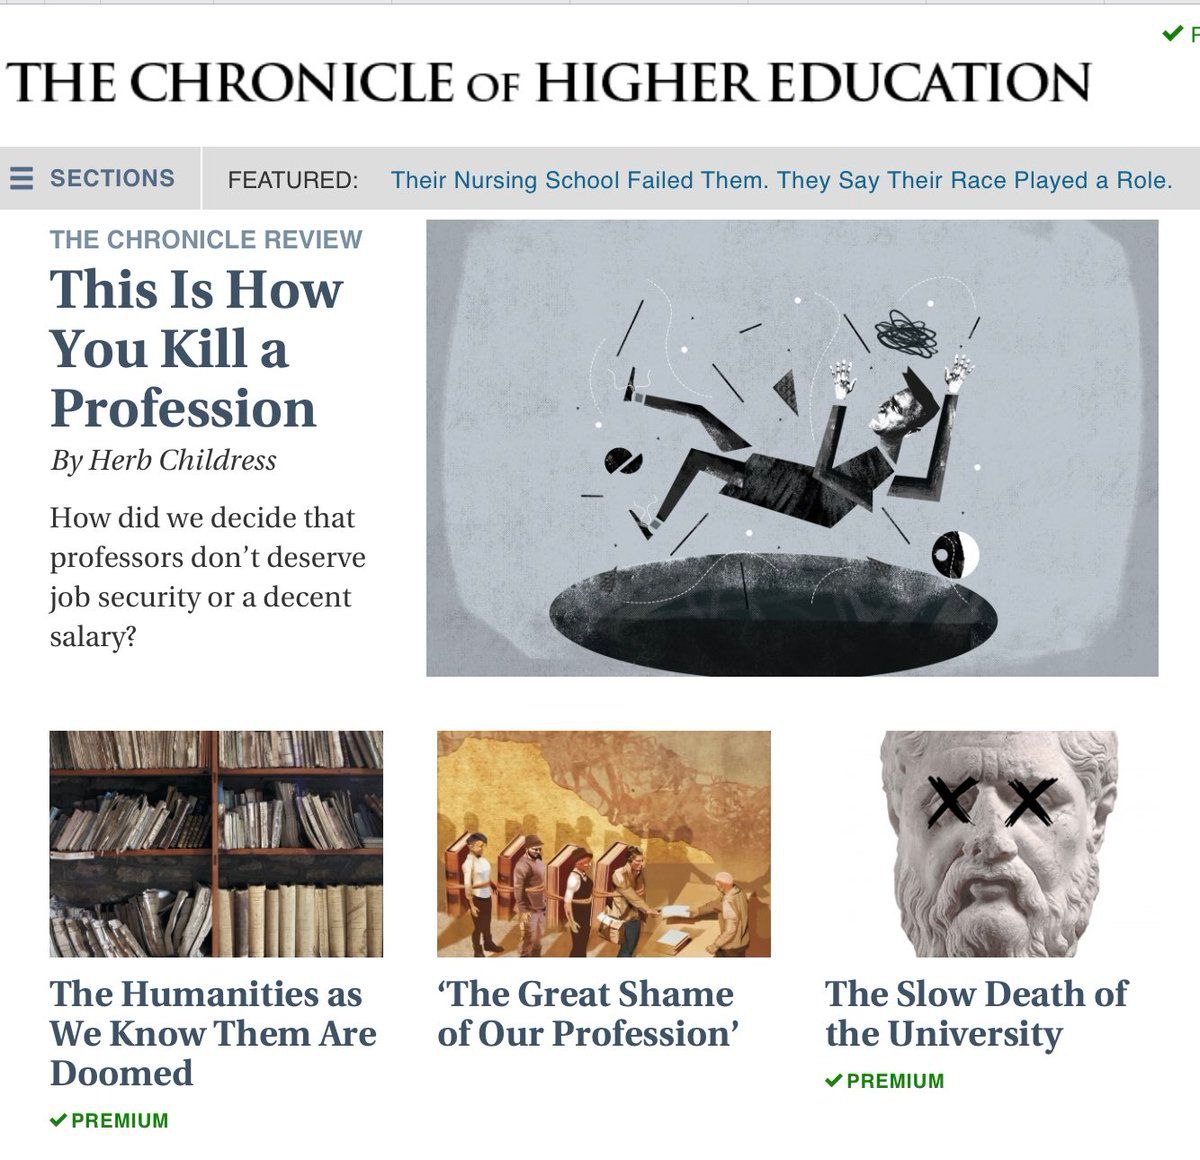 THE CHRONICLE OF HIGHER EDUCATION
SECTIONS
FEATURED: Their Nursing School Failed Them. They Say Their Race Played a Role.
THE CHRONICLE REVIEW
This Is How
You Kill a
Profession
By Herb Childress
How did we decide that
professors don’t deserve
job security or a decent
salary?
The Humanities as
We Know Them Are
Doomed
PREMIUM
‘The Great Shame
of Our Profession’
The Slow Death of
the University
PREMIUM